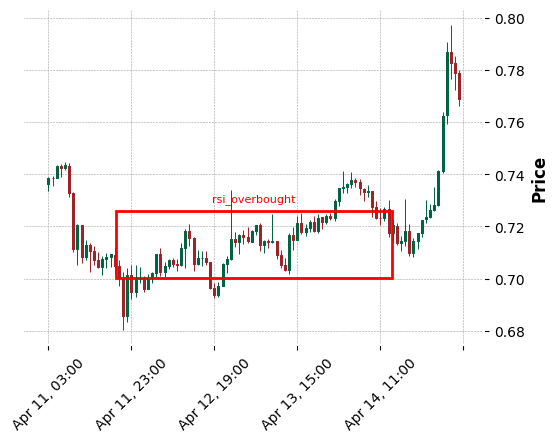 0.80
0.78
0.76
0.74
rsi_overbought
0.72
0.70
0.68
Price
Apr 11, 03:00
Apr 11, 23:00
Apr 12, 19:00
Apr 13, 15:00
Apr 14, 11:00